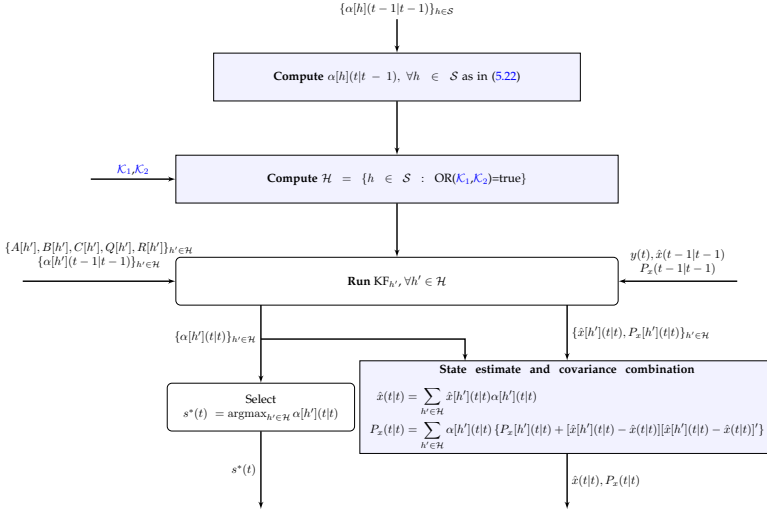 {α[h](t−1|t−1)}_{h∈𝒮}
Compute α[h](t|t − 1), ∀h ∈ 𝒮 as in (5.22)
𝒦₁,𝒦₂
Compute ℋ = {h ∈ 𝒮 : OR(𝒦₁,𝒦₂)=true}
{A[h′], B[h′], C[h′], Q[h′], R[h′]}_{h′∈ℋ}
{α[h′](t−1|t−1)}_{h′∈ℋ}
Run KF_{h′}, ∀h′ ∈ ℋ
y(t), x̂(t−1|t−1)
P_x(t−1|t−1)
{α[h′](t|t)}_{h′∈ℋ}
{x̂[h′](t|t), P_x[h′](t|t)}_{h′∈ℋ}
Select
s*(t) = argmax_{h′∈ℋ} α[h′](t|t)
State estimate and covariance combination
x̂(t|t) = ∑_{h′∈ℋ} x̂[h′](t|t)α[h′](t|t)
P_x(t|t) = ∑_{h′∈ℋ} α[h′](t|t) {P_x[h′](t|t) + [x̂[h′](t|t) − x̂(t|t)][x̂[h′](t|t) − x̂(t|t)]′}
s*(t)
x̂(t|t), P_x(t|t)